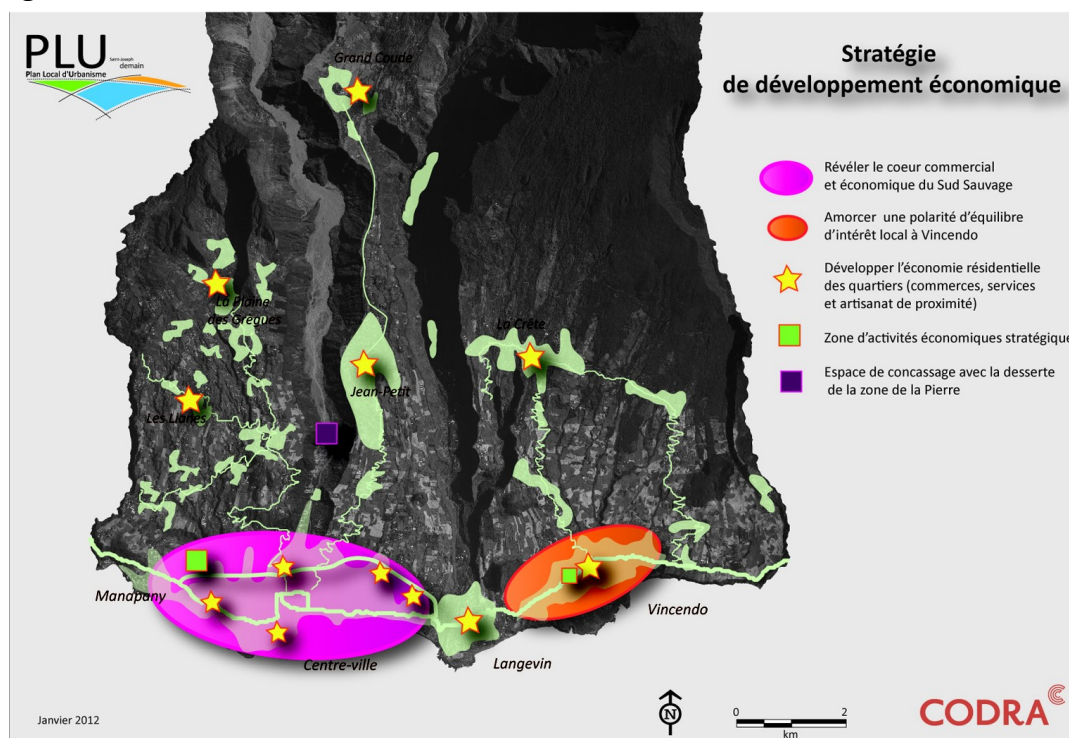 PLU
Saint-Joseph
demain
Plan Local d'Urbanisme
Stratégie
de développement économique
Grand Coude
Révéler le coeur commercial
et économique du Sud Sauvage
Amorcer une polarité d'équilibre
d'intérêt local à Vincendo
Développer l'économie résidentielle
des quartiers (commerces, services
et artisanat de proximité)
Zone d'activités économiques stratégique
Espace de concassage avec la desserte
de la zone de la Pierre
La Plaine
des Grègues
La Crête
Jean-Petit
Les Lianes
Manapany
Vincendo
Centre-ville
Langevin
Janvier 2012
N
0 2
km
CODRA